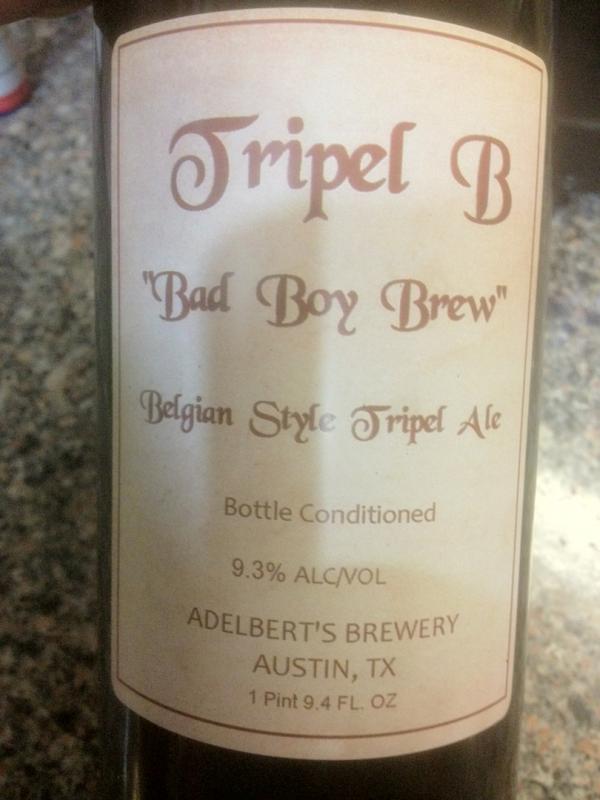 Tripel B
"Bad Boy Brew"
Belgian Style Tripel Ale
Bottle Conditioned
9.3% ALC/VOL
ADELBERT'S BREWERY
AUSTIN, TX
1 Pint 9.4 FL. OZ